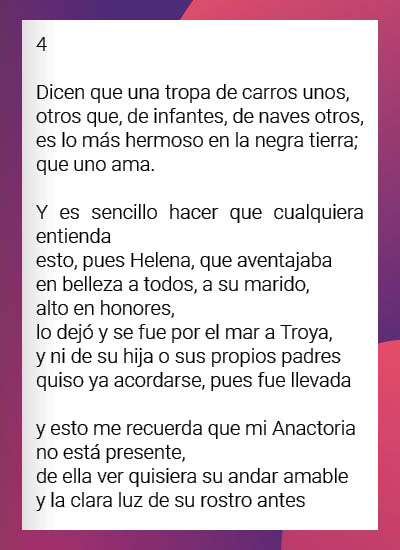 4
Dicen que una tropa de carros unos,
otros que, de infantes, de naves otros,
es lo más hermoso en la negra tierra;
que uno ama.
Y es sencillo hacer que cualquiera
entienda
esto, pues Helena, que aventajaba
en belleza a todos, a su marido,
alto en honores,
lo dejó y se fue por el mar a Troya,
y ni de su hija o sus propios padres
quiso ya acordarse, pues fue llevada
y esto me recuerda que mi Anactoria
no está presente,
de ella ver quisiera su andar amable
y la clara luz de su rostro antes